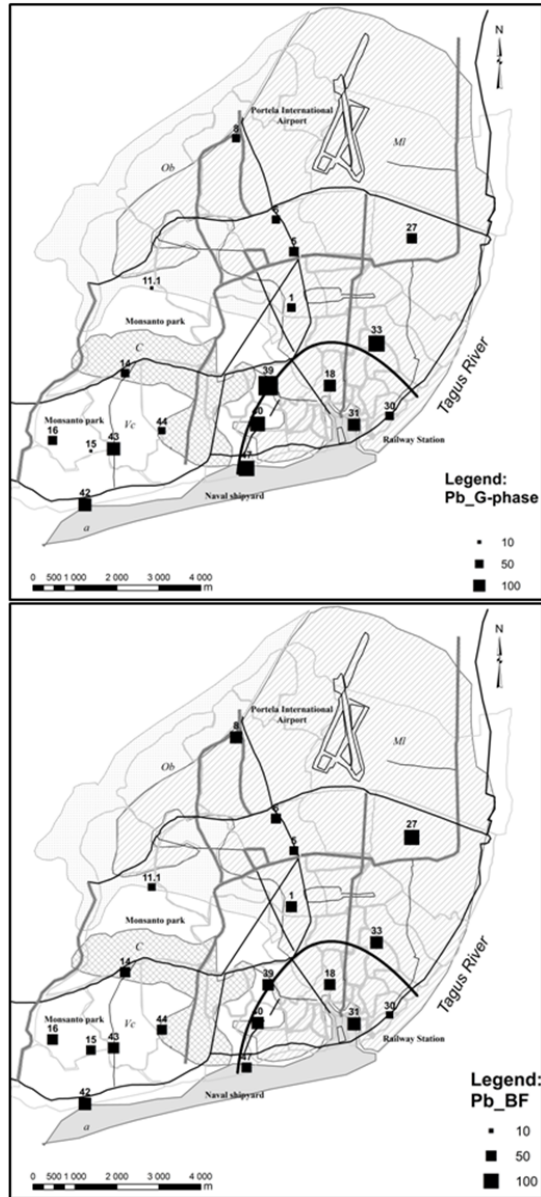 N
Portela International
Airport
8
Ob
Ml
6
27
5
11.1
1
Monsanto park
33
C
14
39
18
Tagus River
Monsanto park
Vc
44
40
31
30
16
43
15
Railway Station
47
42
Naval shipyard
a
Legend:
Pb_G-phase
10
50
100
0 500 1 000 2 000 3 000 4 000
m
N
Portela International
Airport
8
Ob
Ml
6
27
5
11.1
1
Monsanto park
33
C
14
39
18
Tagus River
Monsanto park
Vc
44
40
31
30
16
15
43
Railway Station
47
42
Naval shipyard
a
Legend:
Pb_BF
10
50
100
0 500 1 000 2 000 3 000 4 000
m